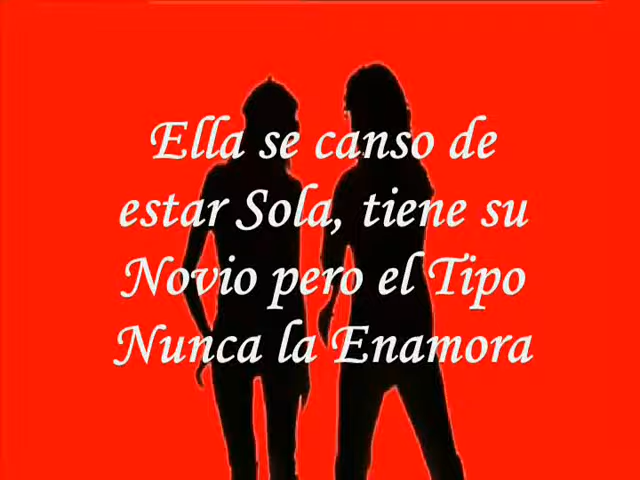 Ella se canso de
estar Sola, tiene su
Novio pero el Tipo
Nunca la Enamora